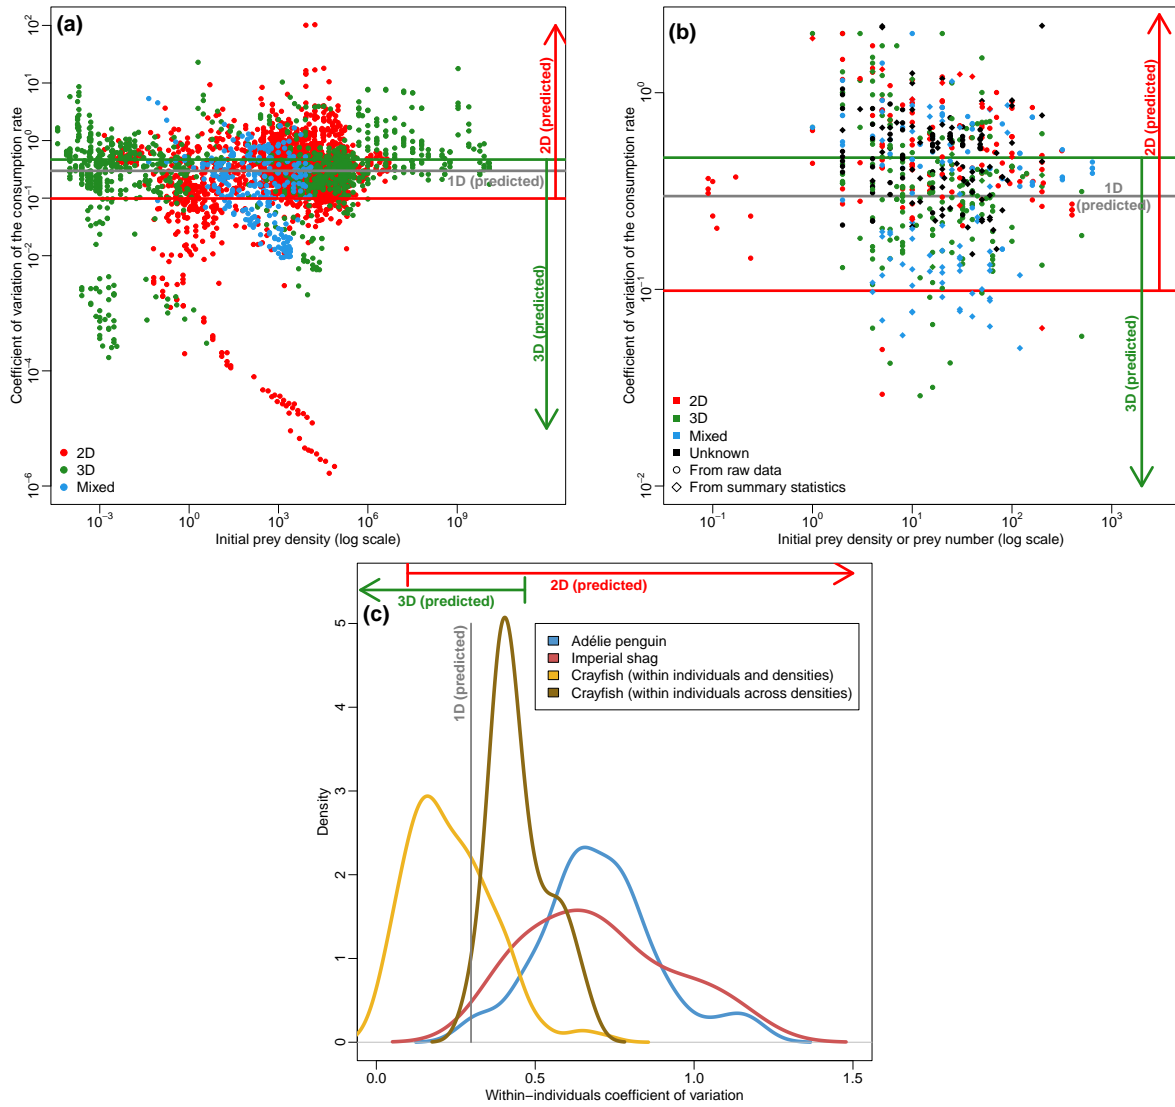 (a)
Coefficient of variation of the consumption rate
10^2
10^1
10^0
10^−1
10^−2
10^−4
10^−6
2D (predicted)
1D (predicted)
3D (predicted)
2D
3D
Mixed
10^−3
10^0
10^3
10^6
10^9
Initial prey density (log scale)
(b)
Coefficient of variation of the consumption rate
10^0
10^−1
10^−2
2D (predicted)
1D
(predicted)
3D (predicted)
2D
3D
Mixed
Unknown
From raw data
From summary statistics
10^−1
10^0
10^1
10^2
10^3
Initial prey density or prey number (log scale)
2D (predicted)
3D (predicted)
(c)
1D (predicted)
Adélie penguin
Imperial shag
Crayfish (within individuals and densities)
Crayfish (within individuals across densities)
Density
5
4
3
2
1
0
0.0
0.5
1.0
1.5
Within−individuals coefficient of variation